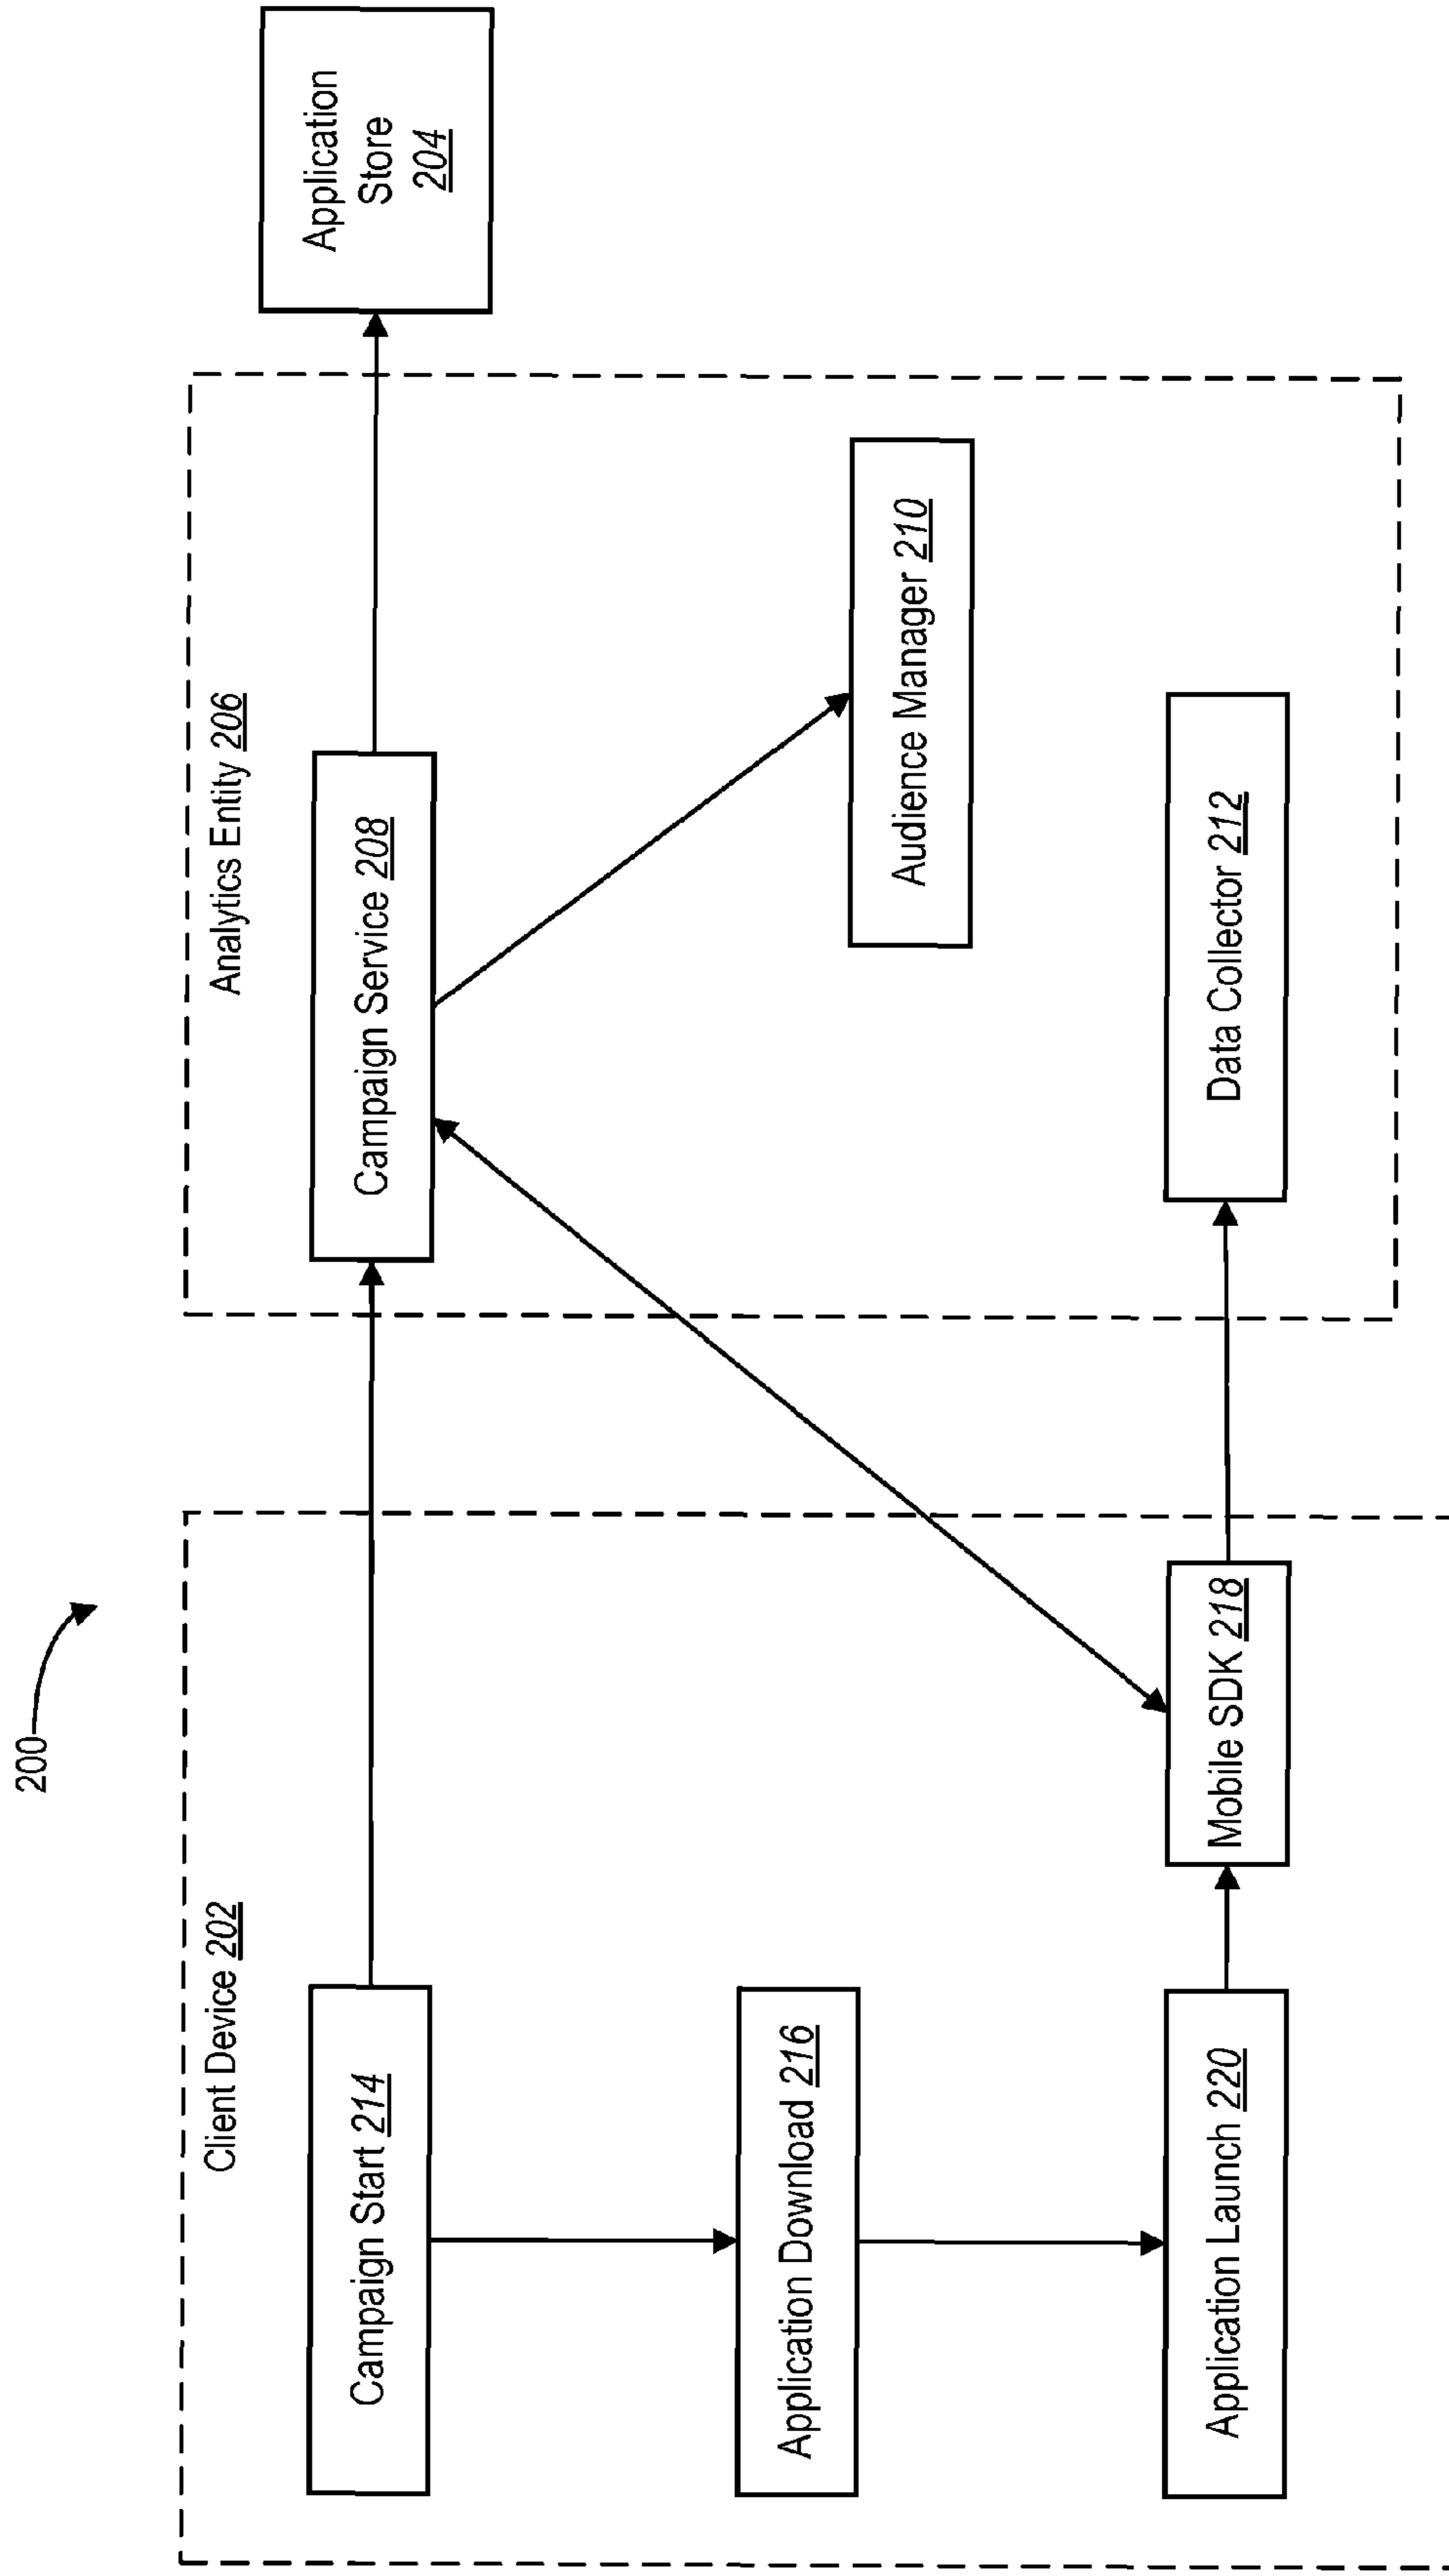 200
Client Device 202
Analytics Entity 206
Campaign Start 214
Campaign Service 208
Application
Store
204
Application Download 216
Audience Manager 210
Application Launch 220
Mobile SDK 218
Data Collector 212